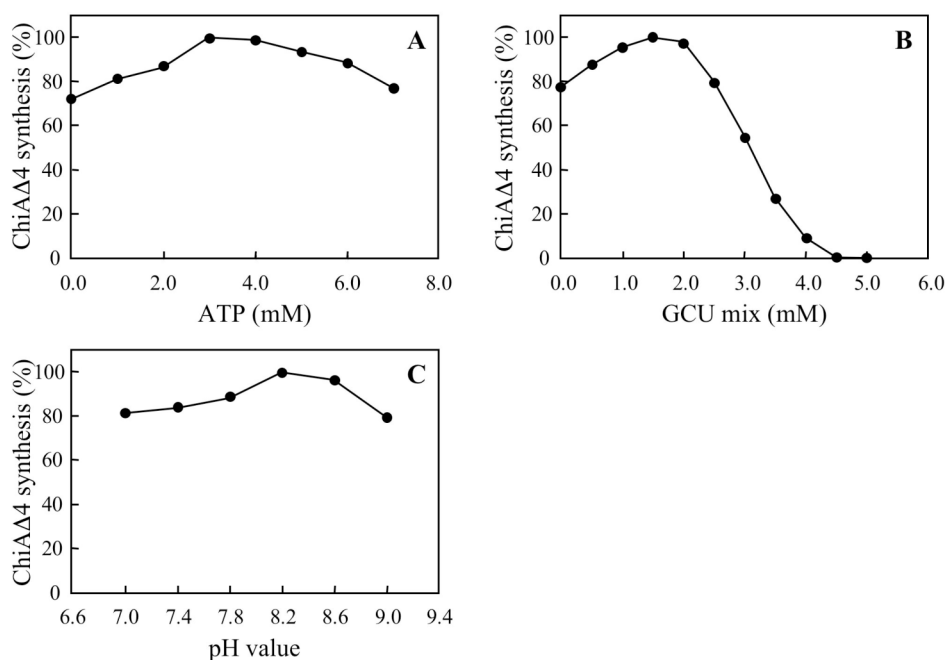 A
ChiAΔ4 synthesis (%)
100
80
60
40
20
0
0.0 2.0 4.0 6.0 8.0
ATP (mM)
B
ChiAΔ4 synthesis (%)
100
80
60
40
20
0
0.0 1.0 2.0 3.0 4.0 5.0 6.0
GCU mix (mM)
C
ChiAΔ4 synthesis (%)
100
80
60
40
20
0
6.6 7.0 7.4 7.8 8.2 8.6 9.0 9.4
pH value